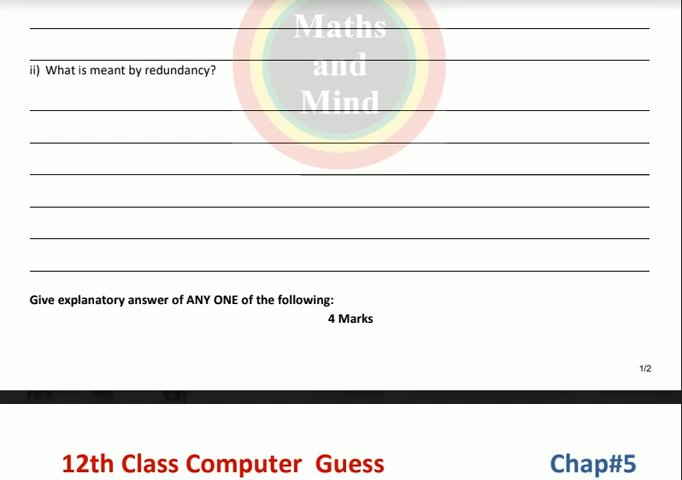 Maths
and
Mind
ii) What is meant by redundancy?
Give explanatory answer of ANY ONE of the following:
4 Marks
1/2
12th Class Computer Guess Chap#5